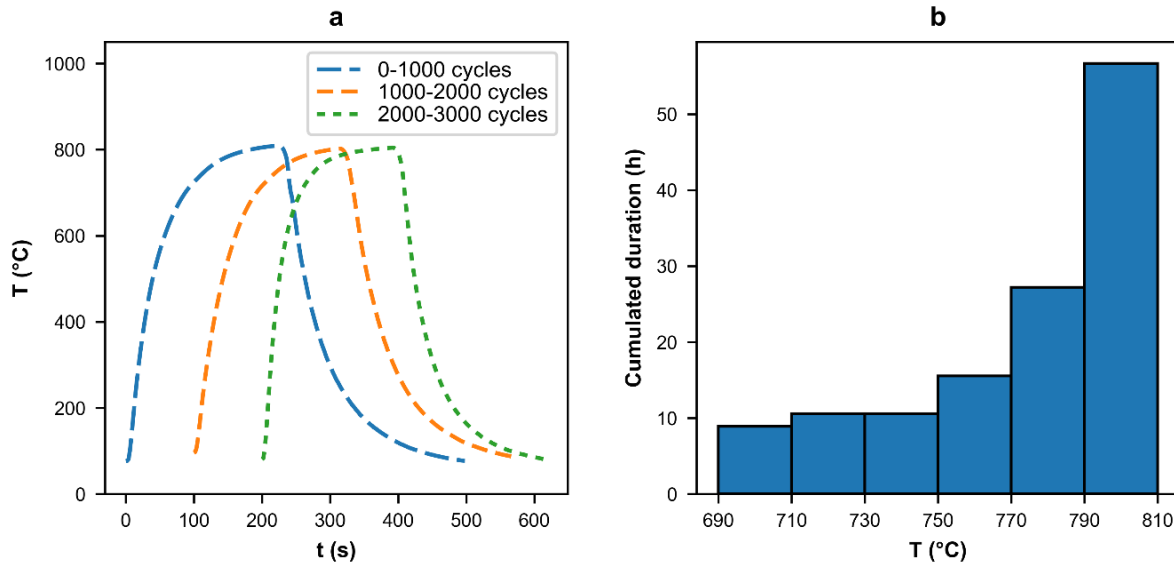 a
T (°C)
1000
800
600
400
200
0
0-1000 cycles
1000-2000 cycles
2000-3000 cycles
0 100 200 300 400 500 600
t (s)
b
Cumulated duration (h)
50
40
30
20
10
0
690 710 730 750 770 790 810
T (°C)